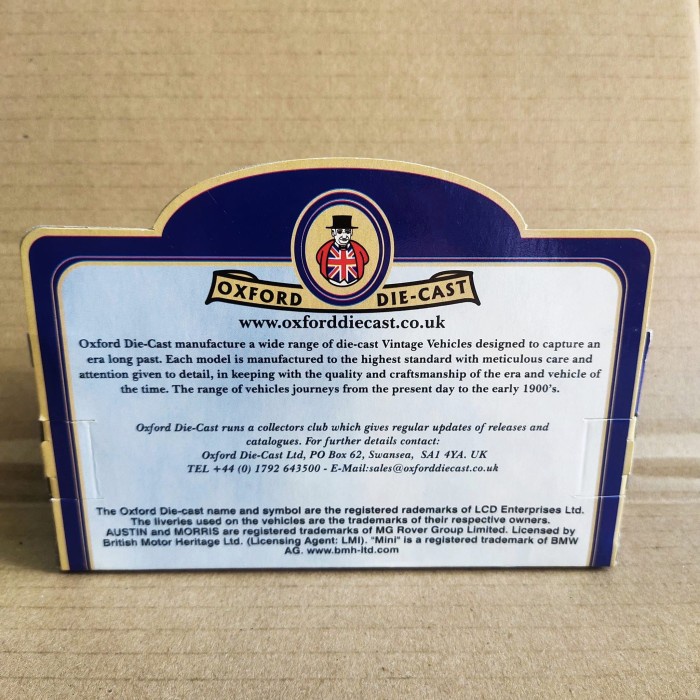 OXFORD DIE-CAST
www.oxforddiecast.co.uk
Oxford Die-Cast manufacture a wide range of die-cast Vintage Vehicles designed to capture an
era long past. Each model is manufactured to the highest standard with meticulous care and
attention given to detail, in keeping with the quality and craftsmanship of the era and vehicle of
the time. The range of vehicles journeys from the present day to the early 1900's.
Oxford Die-Cast runs a collectors club which gives regular updates of releases and
catalogues. For further details contact:
Oxford Die-Cast Ltd, PO Box 62, Swansea, SA1 4YA. UK
TEL +44 (0) 1792 643500 - E-Mail:sales@oxforddiecast.co.uk
The Oxford Die-cast name and symbol are the registered trademarks of LCD Enterprises Ltd.
The liveries used on the vehicles are the trademarks of their respective owners.
AUSTIN and MORRIS are registered trademarks of MG Rover Group Limited. Licensed by
British Motor Heritage Ltd. (Licensing Agent: LMI). "Mini" is a registered trademark of BMW
AG. www.bmh-ltd.com